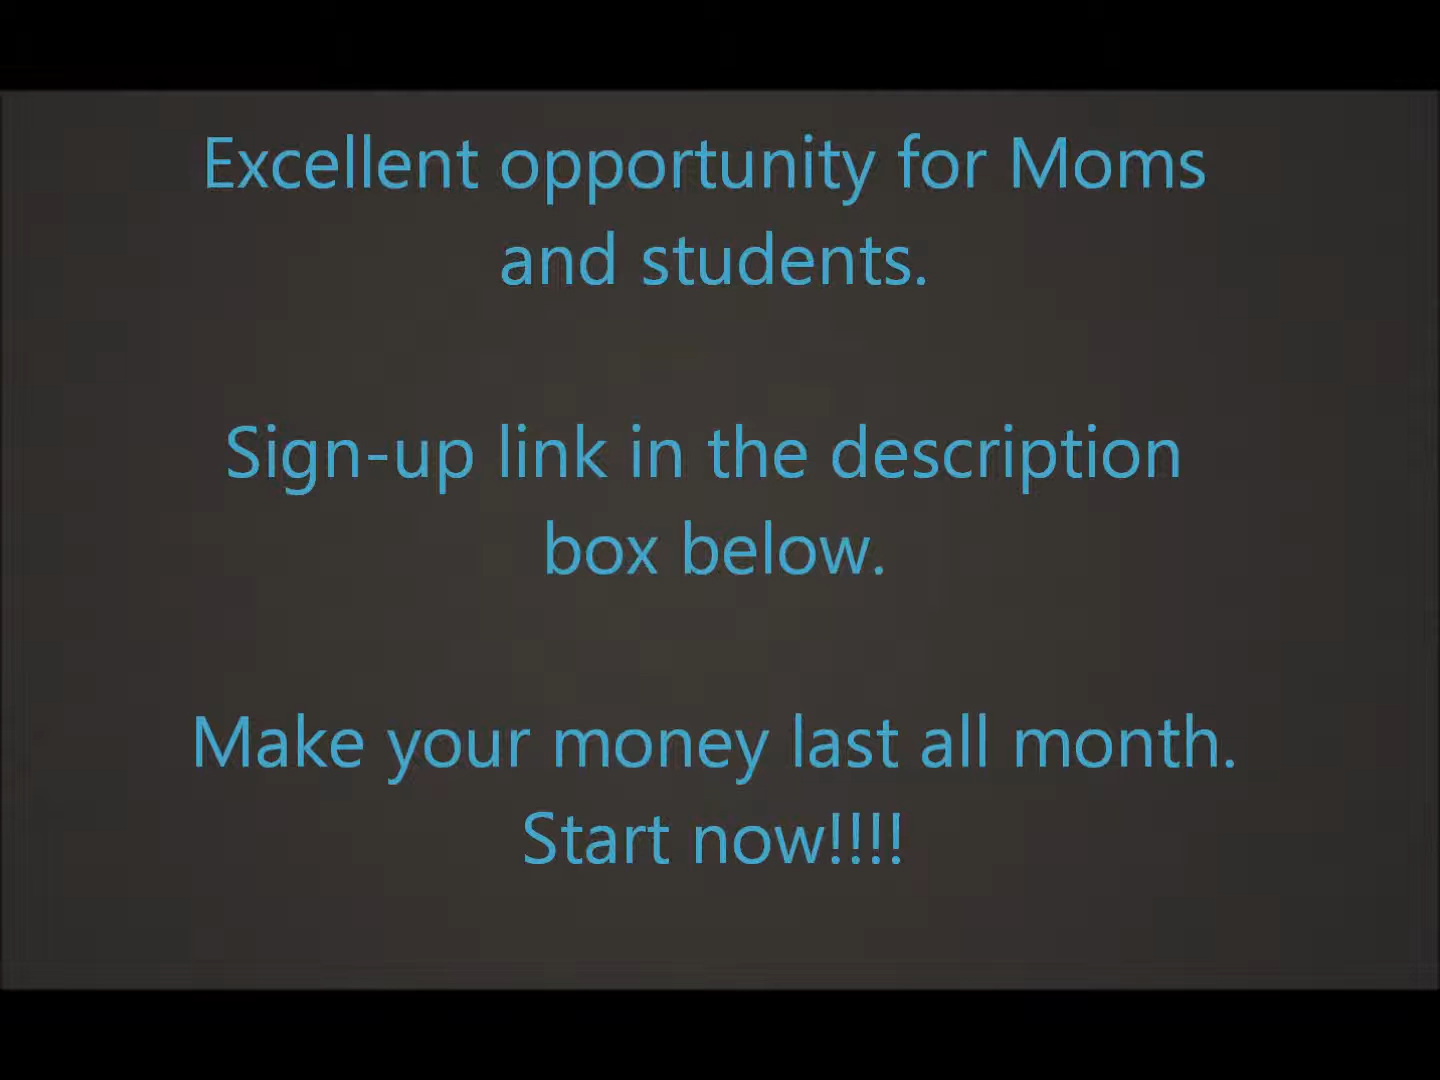 Excellent opportunity for Moms
and students.
Sign-up link in the description
box below.
Make your money last all month.
Start now!!!!